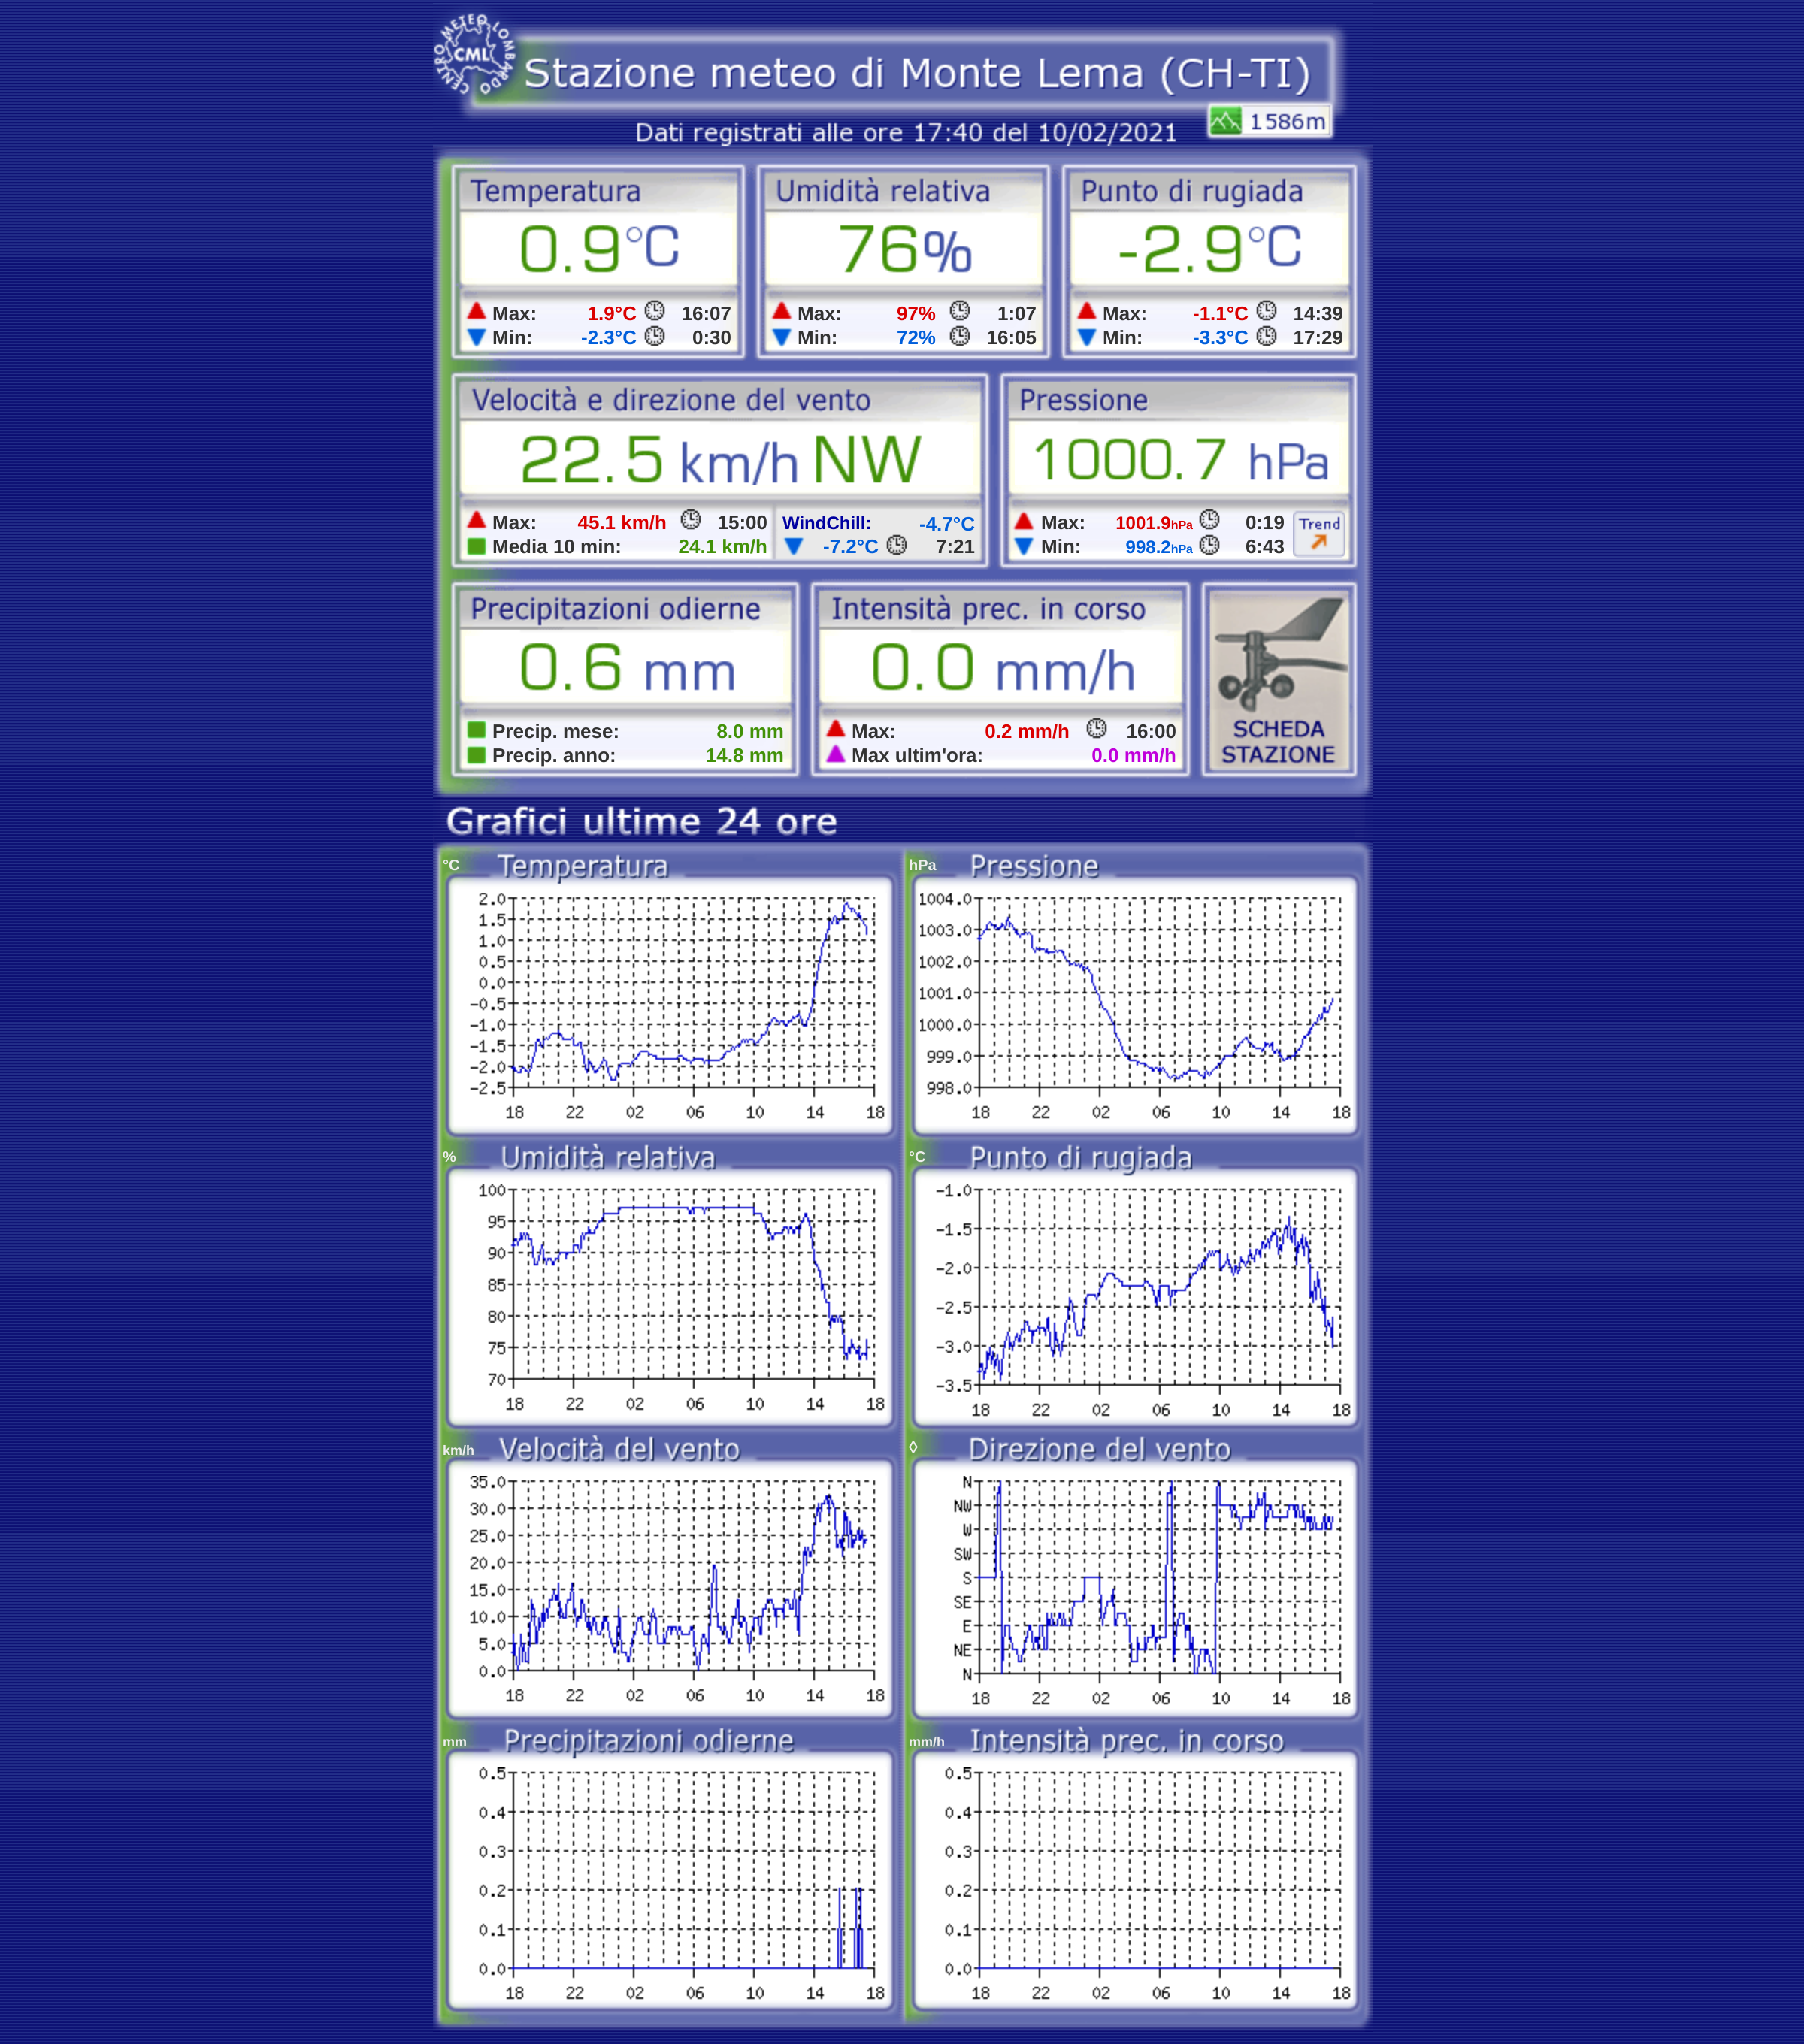 CENTRO METEO LOMBARDO
CML
Stazione meteo di Monte Lema (CH-TI)
1586m
Dati registrati alle ore 17:40 del 10/02/2021
Temperatura
0.9°C
Max: 1.9°C 16:07
Min: -2.3°C 0:30
Umidità relativa
76%
Max: 97% 1:07
Min: 72% 16:05
Punto di rugiada
-2.9°C
Max: -1.1°C 14:39
Min: -3.3°C 17:29
Velocità e direzione del vento
22.5 km/h NW
Max: 45.1 km/h 15:00
Media 10 min: 24.1 km/h
WindChill: -4.7°C
-7.2°C 7:21
Pressione
1000.7 hPa
Max: 1001.9hPa 0:19
Min: 998.2hPa 6:43
Trend
Precipitazioni odierne
0.6 mm
Precip. mese: 8.0 mm
Precip. anno: 14.8 mm
Intensità prec. in corso
0.0 mm/h
Max: 0.2 mm/h 16:00
Max ultim'ora: 0.0 mm/h
SCHEDA
STAZIONE
Grafici ultime 24 ore
°C Temperatura
2.0
1.5
1.0
0.5
0.0
-0.5
-1.0
-1.5
-2.0
-2.5
18 22 02 06 10 14 18
hPa Pressione
1004.0
1003.0
1002.0
1001.0
1000.0
999.0
998.0
18 22 02 06 10 14 18
% Umidità relativa
100
95
90
85
80
75
70
18 22 02 06 10 14 18
°C Punto di rugiada
-1.0
-1.5
-2.0
-2.5
-3.0
-3.5
18 22 02 06 10 14 18
km/h Velocità del vento
35.0
30.0
25.0
20.0
15.0
10.0
5.0
0.0
18 22 02 06 10 14 18
◊ Direzione del vento
N
NW
W
SW
S
SE
E
NE
N
18 22 02 06 10 14 18
mm Precipitazioni odierne
0.5
0.4
0.3
0.2
0.1
0.0
18 22 02 06 10 14 18
mm/h Intensità prec. in corso
0.5
0.4
0.3
0.2
0.1
0.0
18 22 02 06 10 14 18